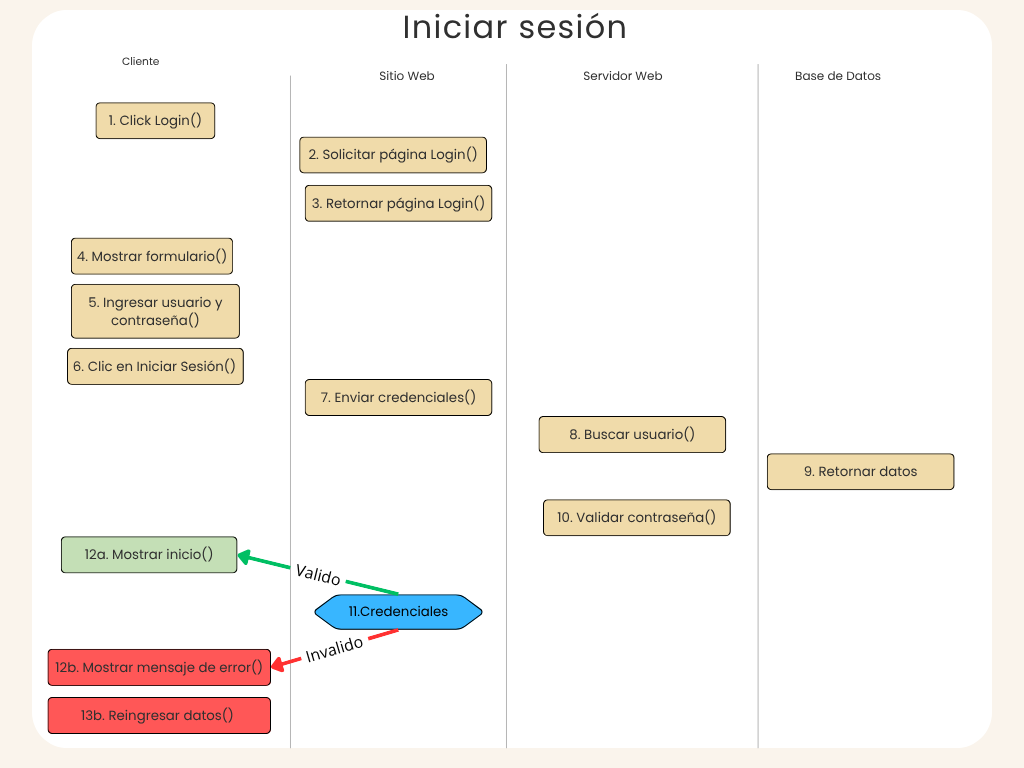 Iniciar sesión
Cliente
Sitio Web
Servidor Web
Base de Datos
1. Click Login()
2. Solicitar página Login()
3. Retornar página Login()
4. Mostrar formulario()
5. Ingresar usuario y
contraseña()
6. Clic en Iniciar Sesión()
7. Enviar credenciales()
8. Buscar usuario()
9. Retornar datos
10. Validar contraseña()
12a. Mostrar inicio()
Valido
11.Credenciales
Invalido
12b. Mostrar mensaje de error()
13b. Reingresar datos()